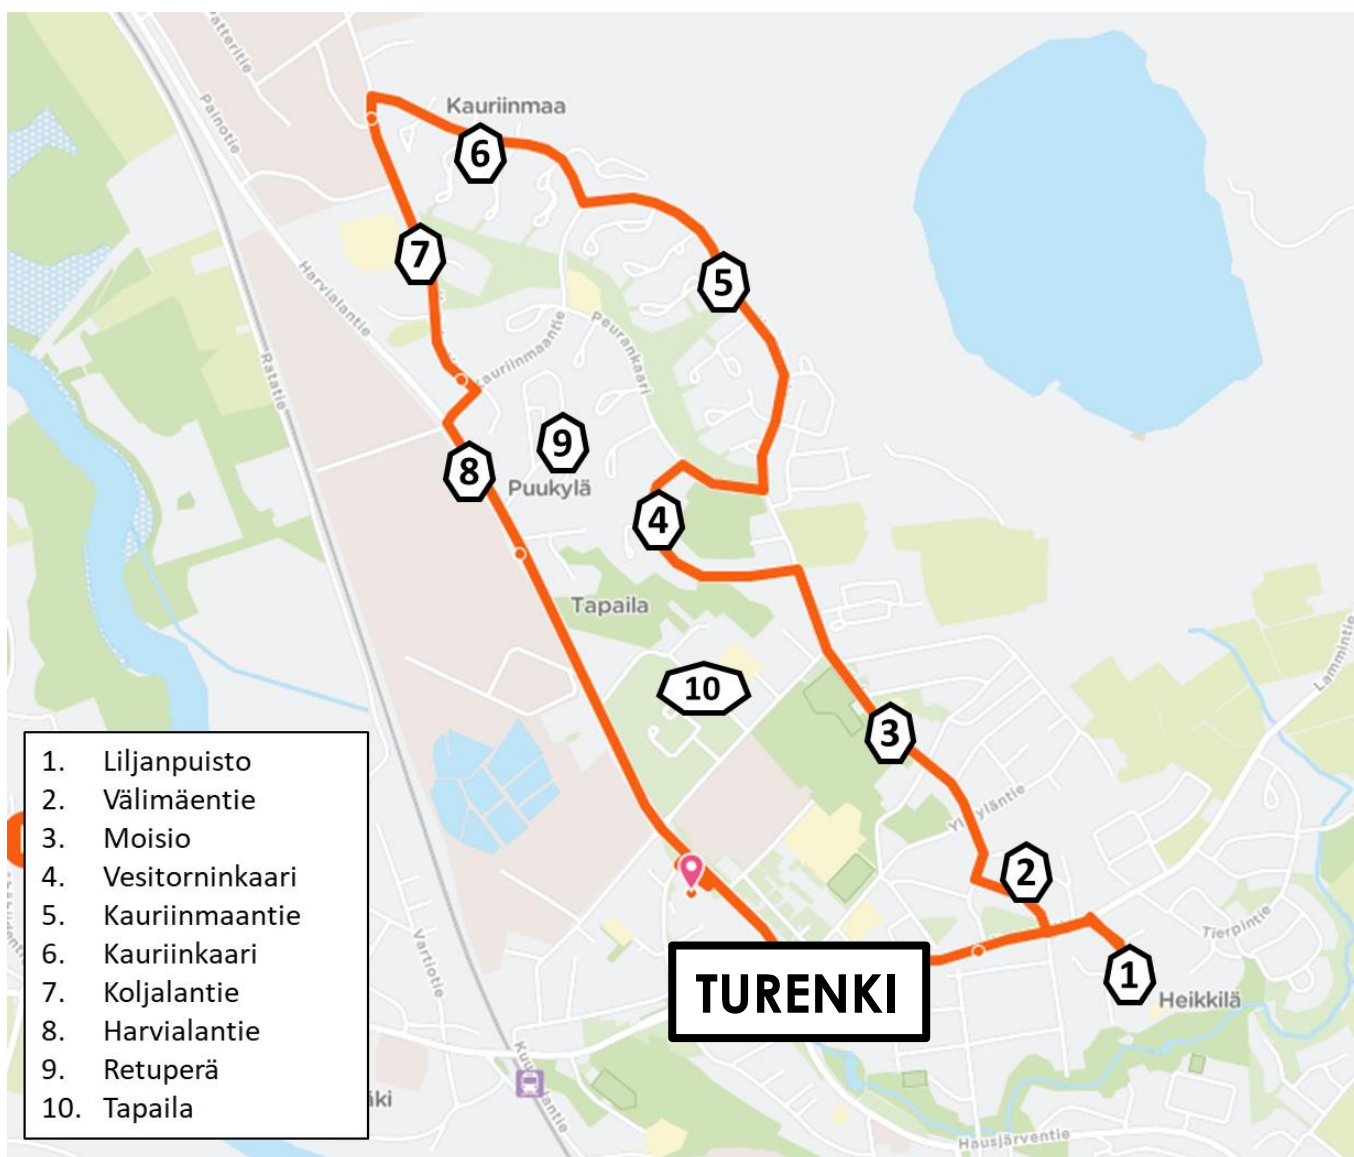 Vatteritie
Painotie
Kauriinmaa
6
7
5
Harvialantie
Ratatie
Peurankaari
Kauriinmaantie
9
8
Puukylä
4
Tapaila
10
3
Lammintie
1. Liljanpuisto
2. Välimäentie
3. Moisio
4. Vesitorninkaari
5. Kauriinmaantie
6. Kauriinkaari
7. Koljalantie
8. Harvialantie
9. Retuperä
10. Tapaila
2
Tierpintie
Vartiotie
TURENKI
1
Heikkilä
Hausjärventie